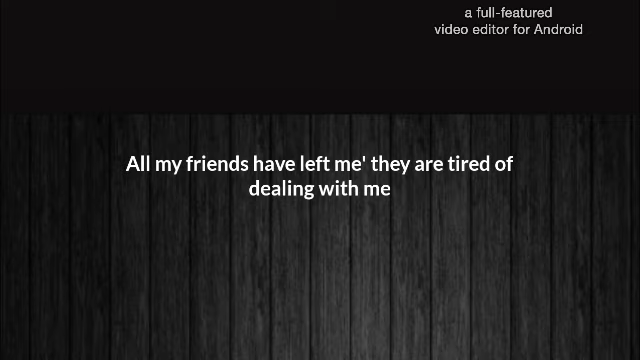 a full-featured
video editor for Android
All my friends have left me' they are tired of
dealing with me